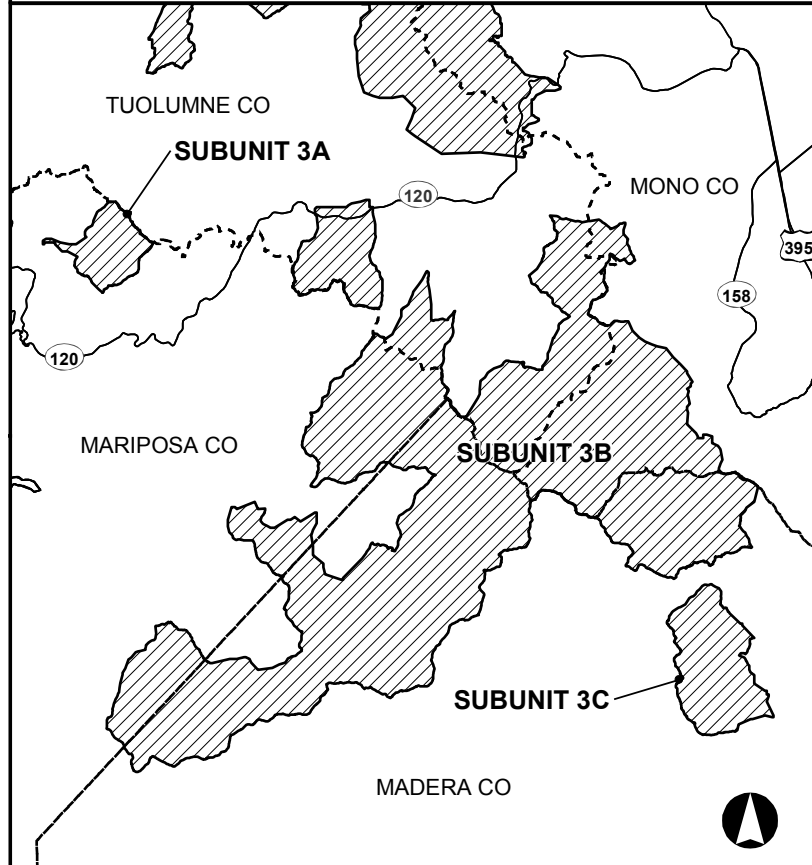 TUOLUMNE CO
SUBUNIT 3A
120
MONO CO
395
158
120
MARIPOSA CO
SUBUNIT 3B
SUBUNIT 3C
MADERA CO